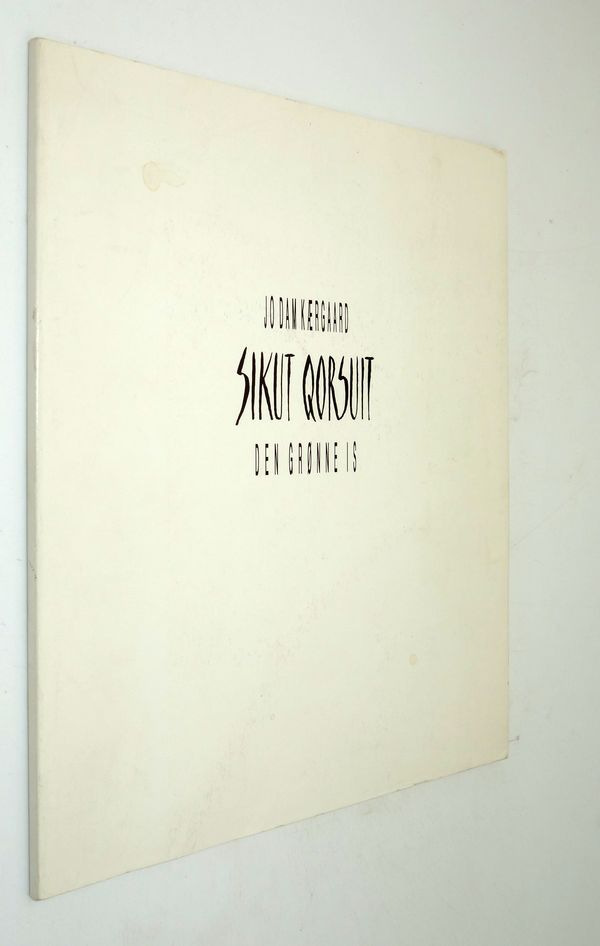 JO DAM KÆRGAARD
SIKUT QORSUIT
DEN GRØNNE IS